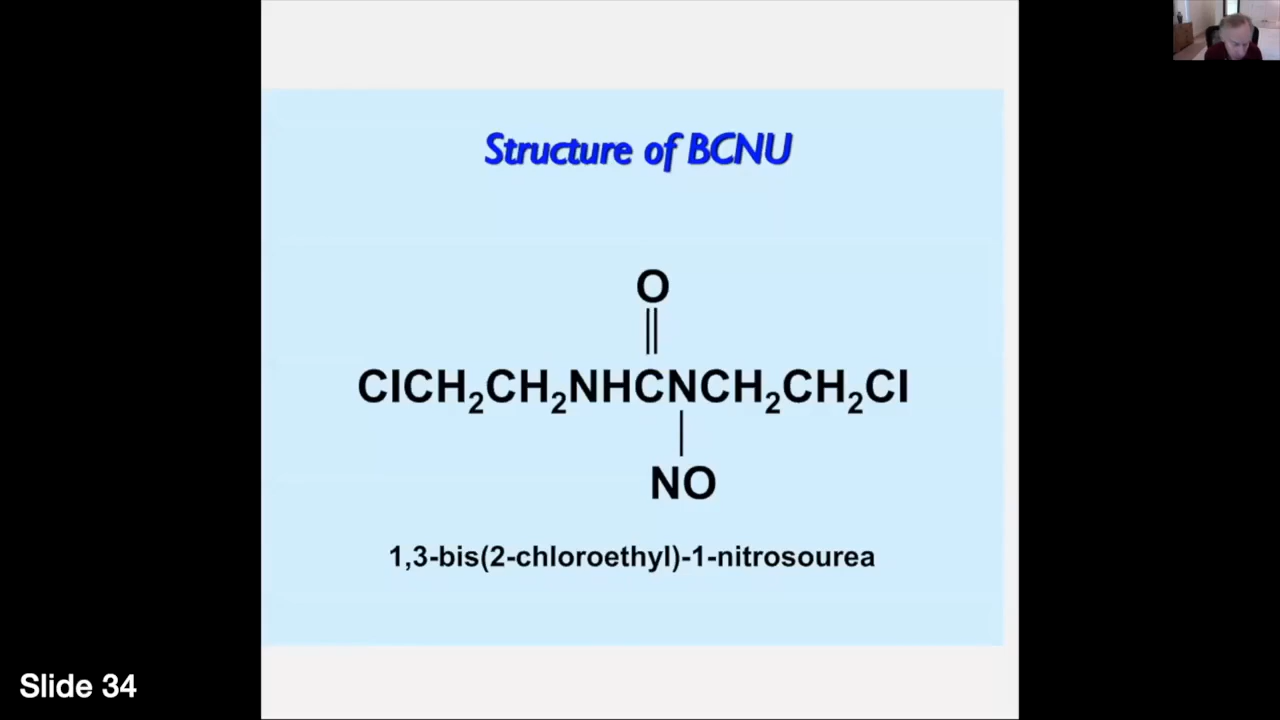 Structure of BCNU
O
||
ClCH₂CH₂NHCNCH₂CH₂Cl
|
NO
1,3-bis(2-chloroethyl)-1-nitrosourea
Slide 34